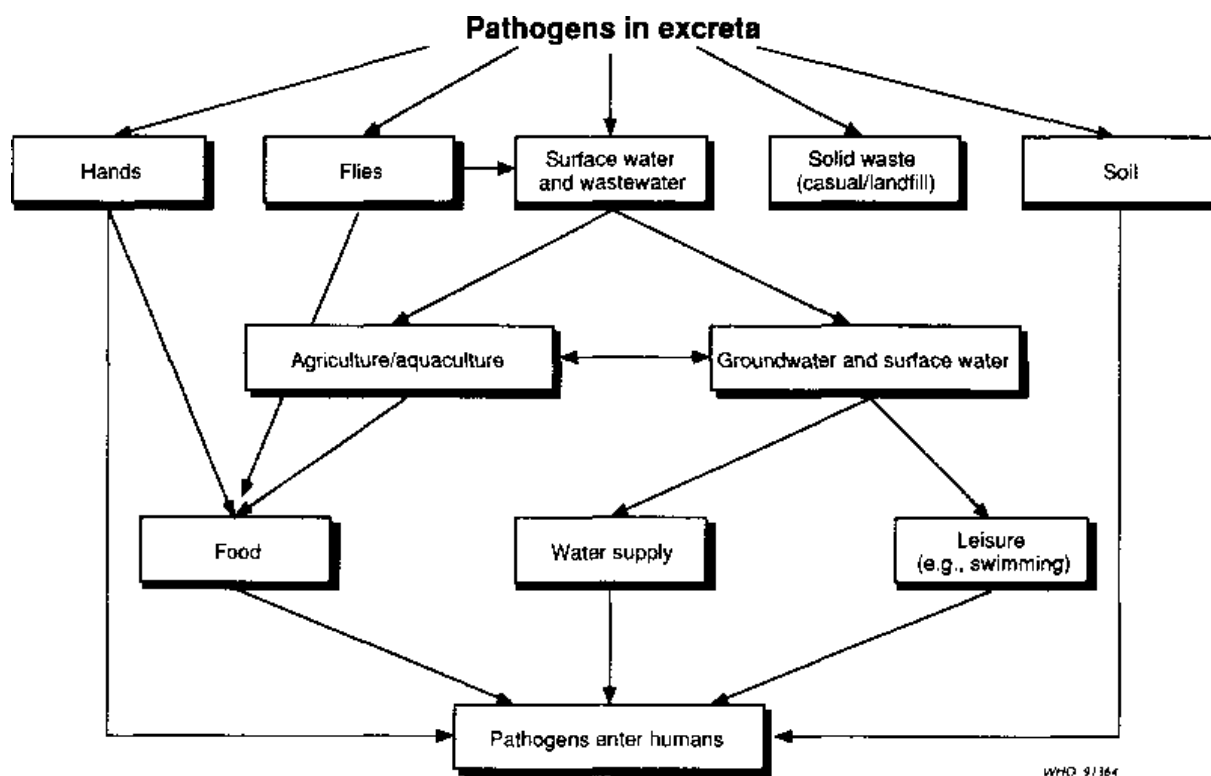 Pathogens in excreta
Hands
Flies
Surface water
and wastewater
Solid waste
(casual/landfill)
Soil
Agriculture/aquaculture
Groundwater and surface water
Food
Water supply
Leisure
(e.g., swimming)
Pathogens enter humans
WHO 91364